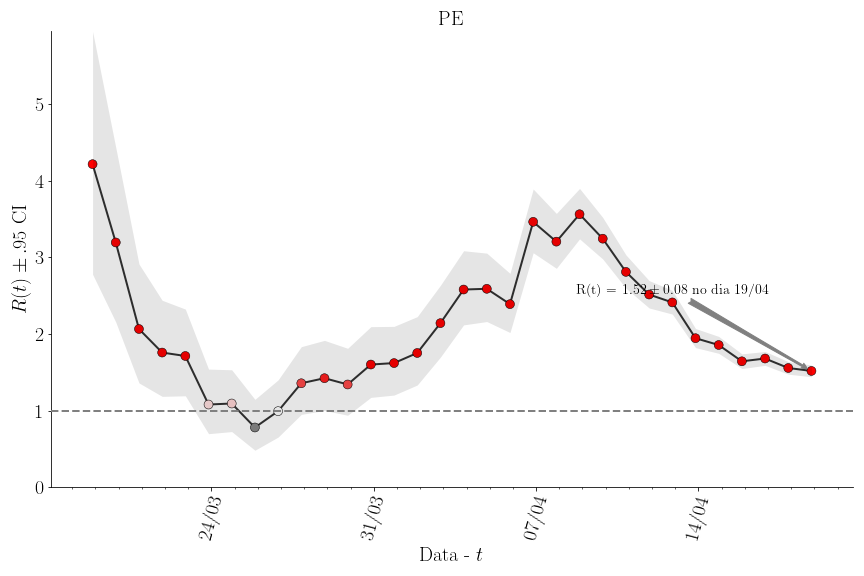 PE
R(t) ± .95 CI
5
4
3
2
1
0
R(t) = 1.52 ± 0.08 no dia 19/04
24/03
31/03
07/04
14/04
Data - t